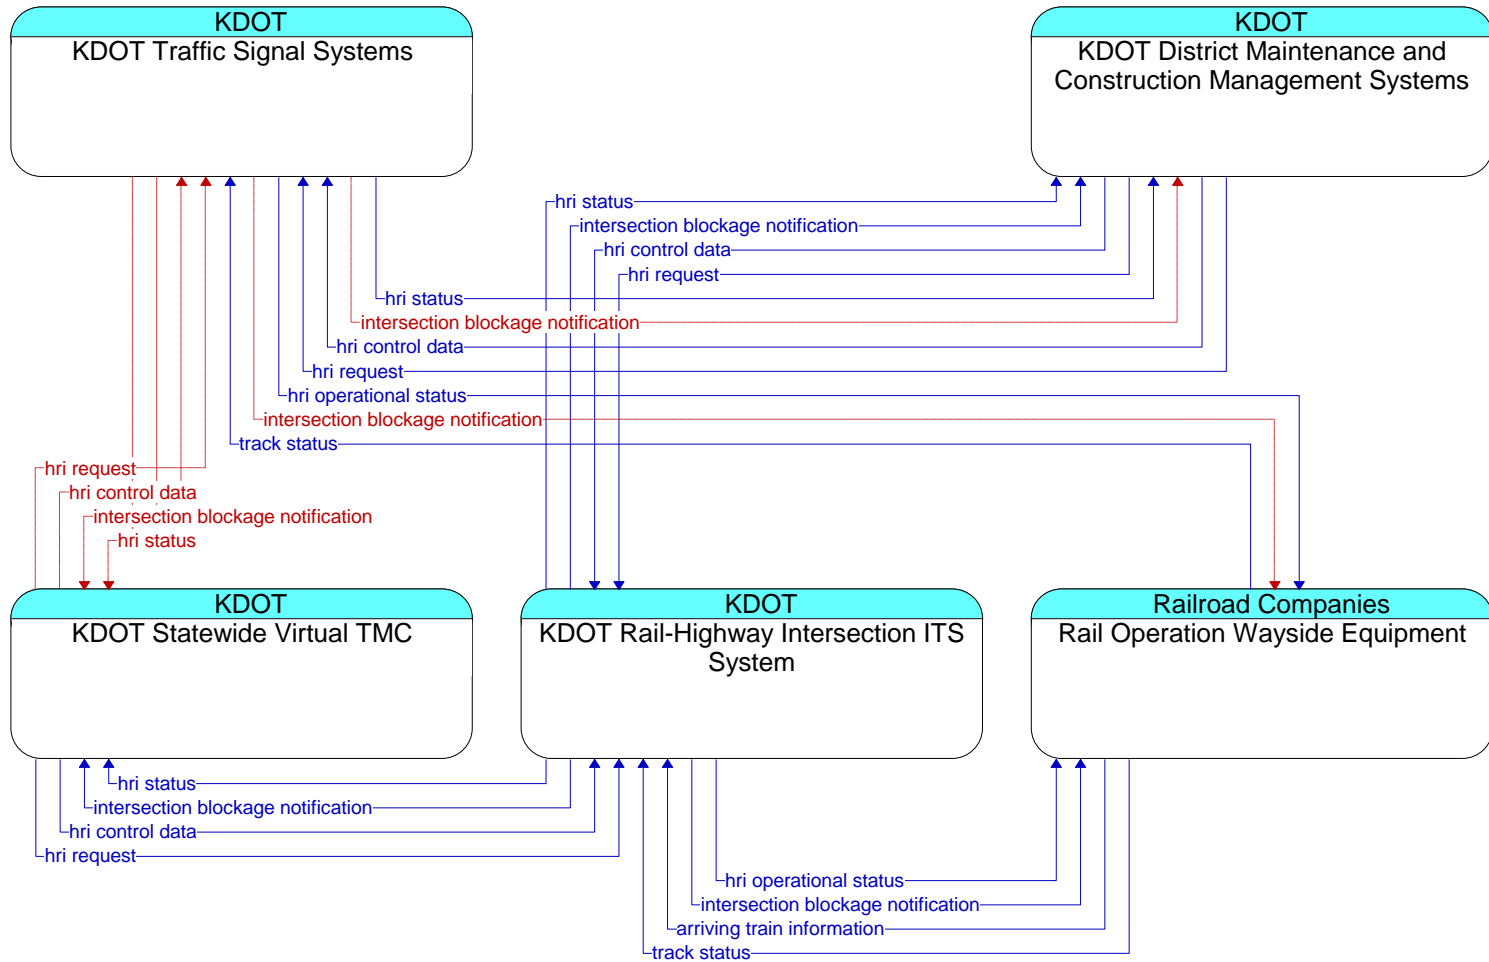 KDOT
KDOT Traffic Signal Systems
KDOT
KDOT District Maintenance and
Construction Management Systems
hri status
intersection blockage notification
hri control data
hri request
hri status
intersection blockage notification
hri control data
hri request
hri operational status
intersection blockage notification
track status
hri request
hri control data
intersection blockage notification
hri status
KDOT
KDOT Statewide Virtual TMC
KDOT
KDOT Rail-Highway Intersection ITS
System
Railroad Companies
Rail Operation Wayside Equipment
hri status
intersection blockage notification
hri control data
hri request
hri operational status
intersection blockage notification
arriving train information
track status